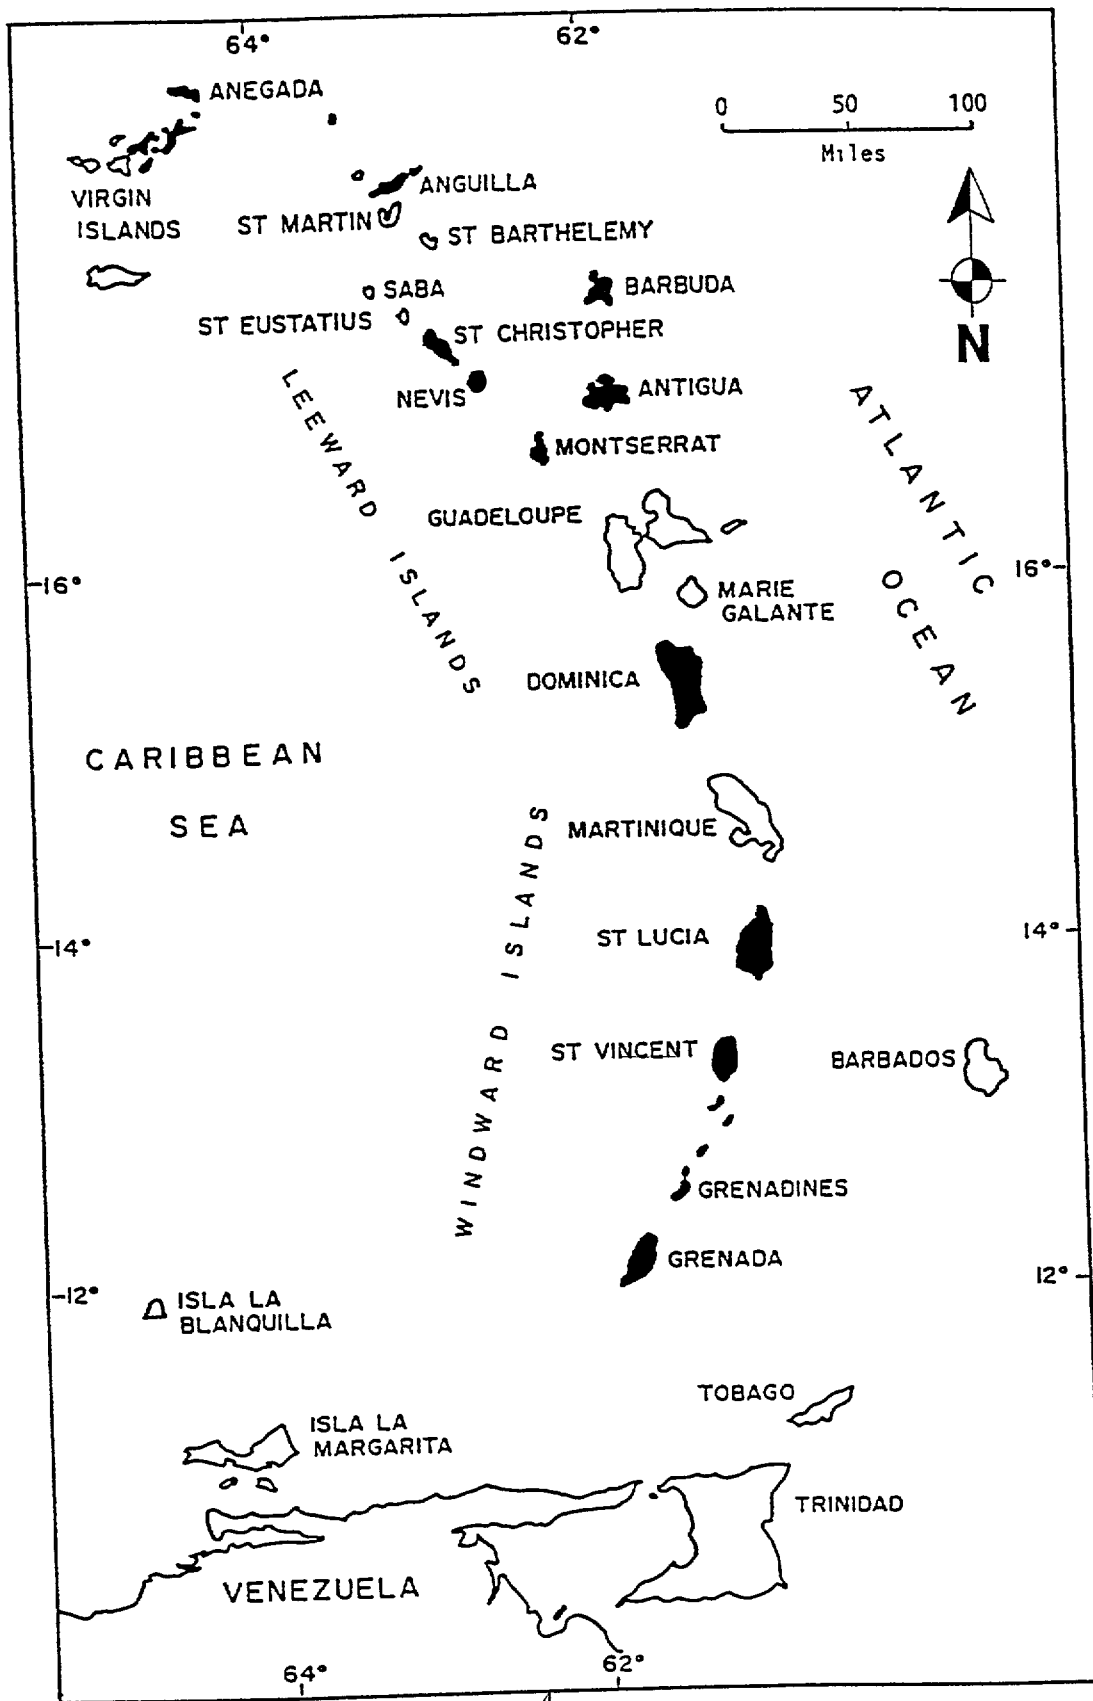 64°
62°
ANEGADA
0 50 100
Miles
VIRGIN
ISLANDS
ANGUILLA
ST MARTIN
ST BARTHELEMY
SABA
BARBUDA
ST EUSTATIUS
ST CHRISTOPHER
N
NEVIS
ANTIGUA
MONTSERRAT
LEEWARD ISLANDS
ATLANTIC OCEAN
GUADELOUPE
16°
16°
MARIE
GALANTE
DOMINICA
CARIBBEAN
SEA
MARTINIQUE
WINDWARD ISLANDS
ST LUCIA
14°
14°
ST VINCENT
BARBADOS
GRENADINES
GRENADA
12°
12°
ISLA LA
BLANQUILLA
TOBAGO
ISLA LA
MARGARITA
TRINIDAD
VENEZUELA
64°
62°